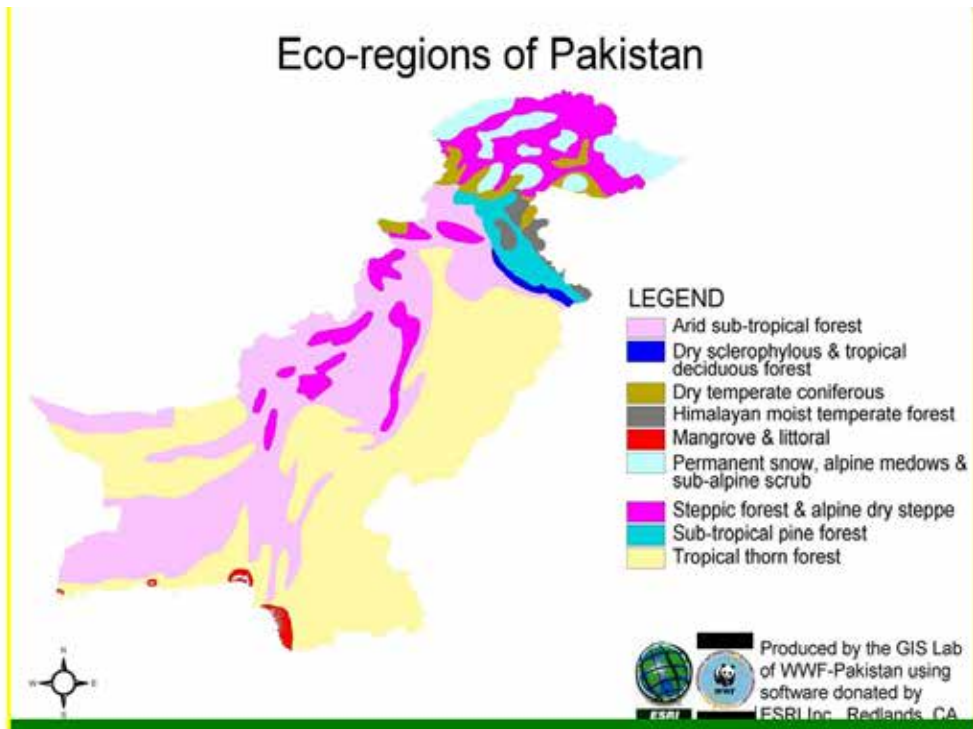 Eco-regions of Pakistan
LEGEND
Arid sub-tropical forest
Dry sclerophylous & tropical
deciduous forest
Dry temperate coniferous
Himalayan moist temperate forest
Mangrove & littoral
Permanent snow, alpine medows &
sub-alpine scrub
Steppic forest & alpine dry steppe
Sub-tropical pine forest
Tropical thorn forest
N
W E
S
Produced by the GIS Lab
of WWF-Pakistan using
software donated by
ESRI Inc., Redlands, CA
WWF
ESRI